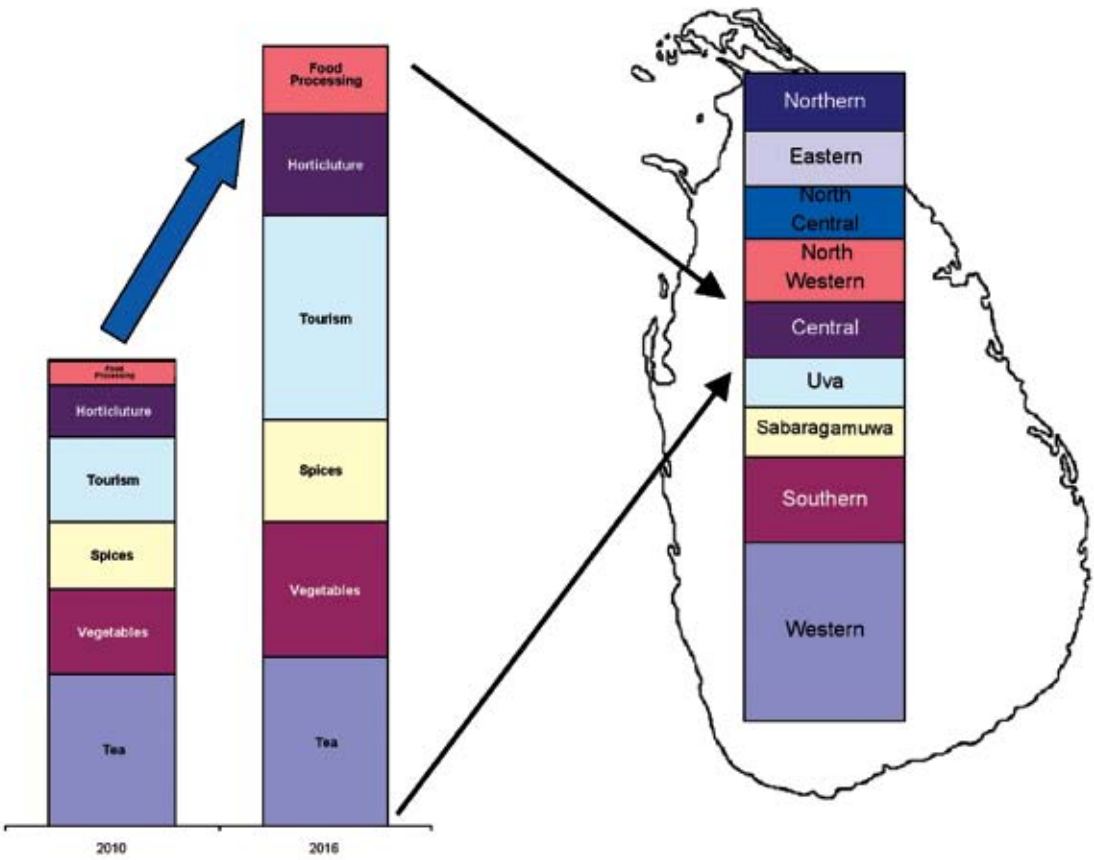 Food
Processing
Horticluture
Tourism
Spices
Vegetables
Tea
2010
Food
Processing
Horticluture
Tourism
Spices
Vegetables
Tea
2016
Northern
Eastern
North
Central
North
Western
Central
Uva
Sabaragamuwa
Southern
Western